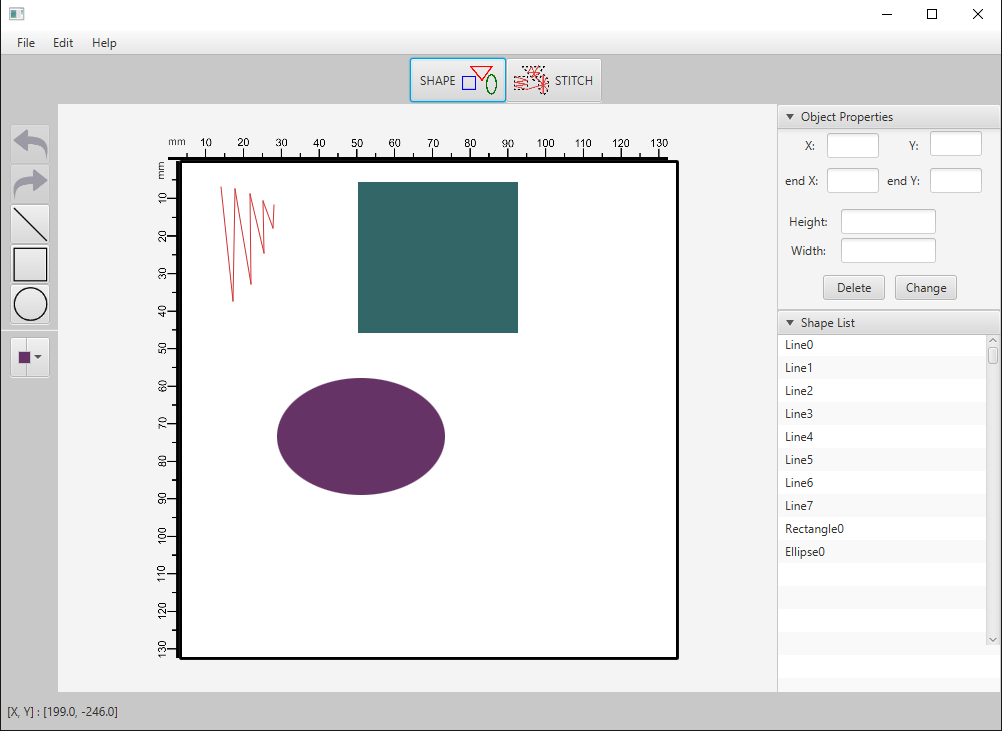 File Edit Help
SHAPE STITCH
mm 10 20 30 40 50 60 70 80 90 100 110 120 130
mm
10
20
30
40
50
60
70
80
90
100
110
120
130
Object Properties
X: Y:
end X: end Y:
Height:
Width:
Delete Change
Shape List
Line0
Line1
Line2
Line3
Line4
Line5
Line6
Line7
Rectangle0
Ellipse0
[X, Y] : [199.0, -246.0]